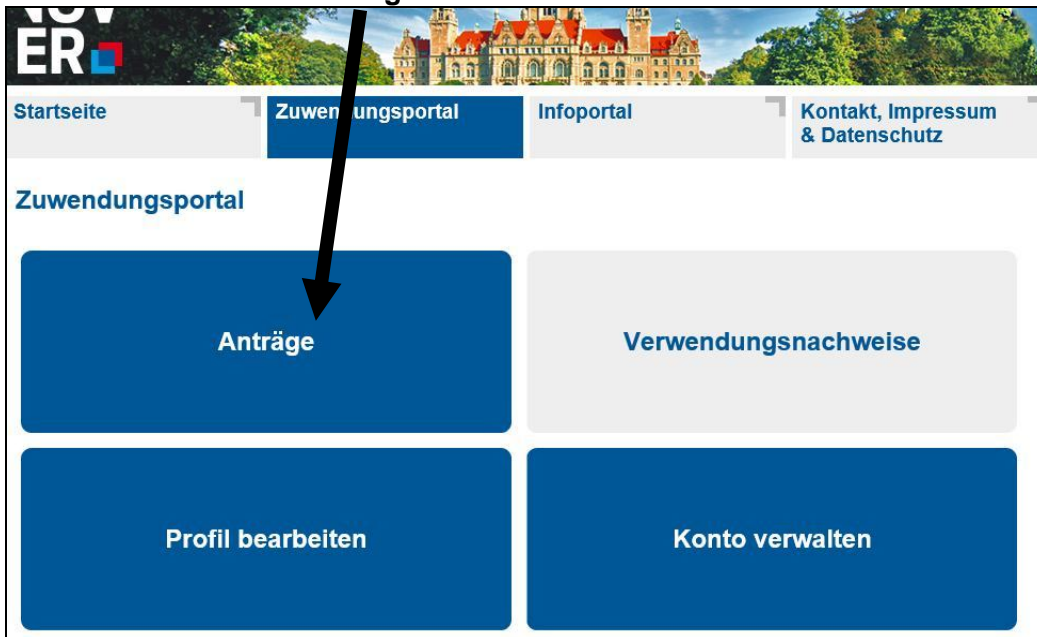 ER
Startseite
Zuwendungsportal
Infoportal
Kontakt, Impressum
& Datenschutz
Zuwendungsportal
Anträge
Verwendungsnachweise
Profil bearbeiten
Konto verwalten